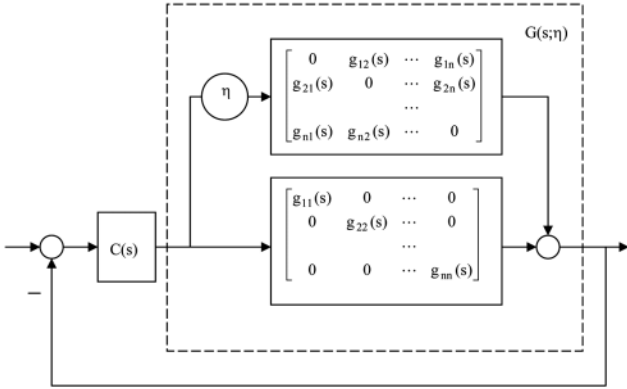 G(s;η)
0 g₁₂(s) ⋯ g₁ₙ(s)
g₂₁(s) 0 ⋯ g₂ₙ(s)
⋯
gₙ₁(s) gₙ₂(s) ⋯ 0
η
g₁₁(s) 0 ⋯ 0
0 g₂₂(s) ⋯ 0
⋯
0 0 ⋯ gₙₙ(s)
C(s)
−